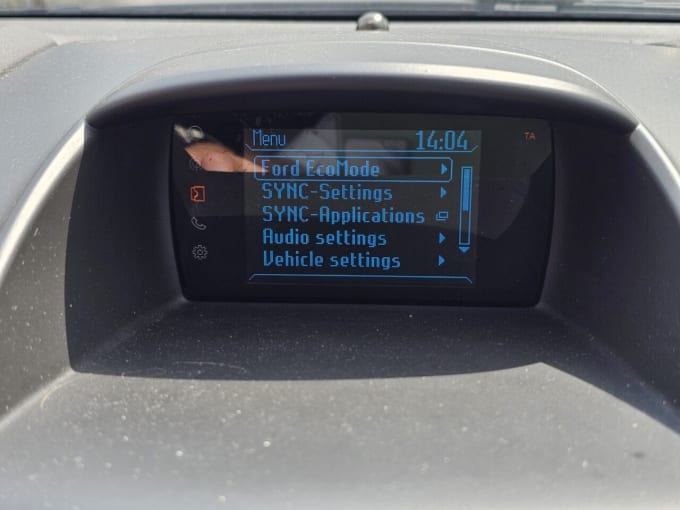 Menu 14:04
TA
Ford EcoMode
SYNC-Settings
SYNC-Applications
Audio settings
Vehicle settings